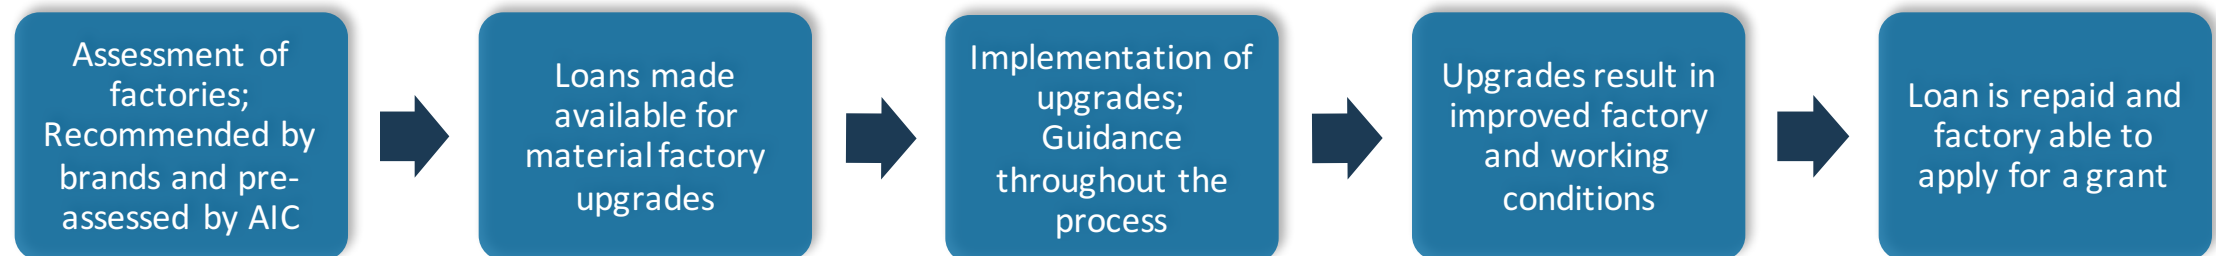 Assessment of
factories;
Recommended by
brands and pre-
assessed by AIC
Loans made
available for
material factory
upgrades
Implementation of
upgrades;
Guidance
throughout the
process
Upgrades result in
improved factory
and working
conditions
Loan is repaid and
factory able to
apply for a grant